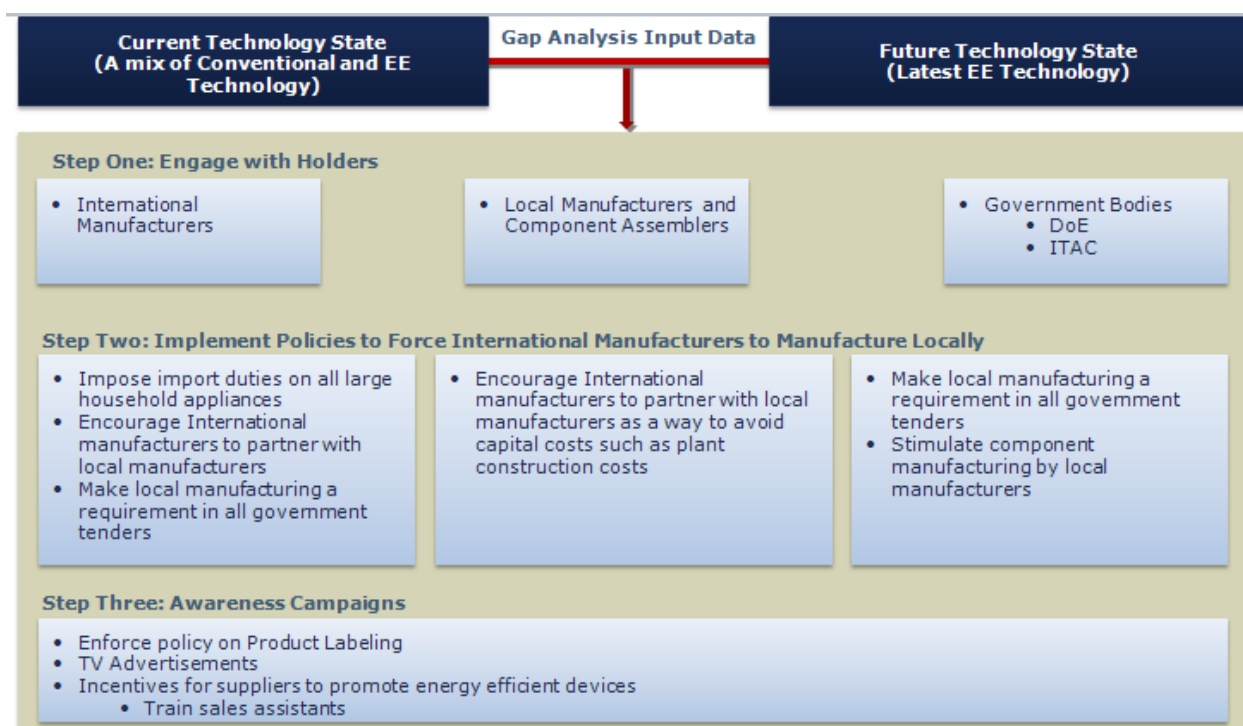 Current Technology State
(A mix of Conventional and EE
Technology)
Gap Analysis Input Data
Future Technology State
(Latest EE Technology)
Step One: Engage with Holders
• International
Manufacturers
• Local Manufacturers and
Component Assemblers
• Government Bodies
• DoE
• ITAC
Step Two: Implement Policies to Force International Manufacturers to Manufacture Locally
• Impose import duties on all large
household appliances
• Encourage International
manufacturers to partner with
local manufacturers
• Make local manufacturing a
requirement in all government
tenders
• Encourage International
manufacturers to partner with local
manufacturers as a way to avoid
capital costs such as plant
construction costs
• Make local manufacturing a
requirement in all government
tenders
• Stimulate component
manufacturing by local
manufacturers
Step Three: Awareness Campaigns
• Enforce policy on Product Labeling
• TV Advertisements
• Incentives for suppliers to promote energy efficient devices
• Train sales assistants